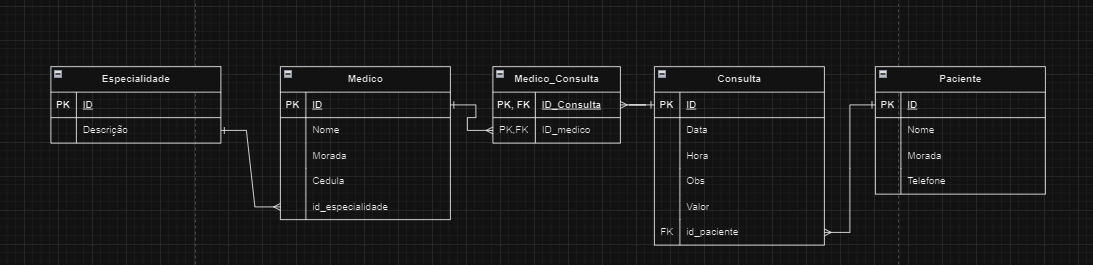 Especialidade
PK ID
Descrição
Medico
PK ID
Nome
Morada
Cedula
id_especialidade
Medico_Consulta
PK, FK ID_Consulta
PK,FK ID_medico
Consulta
PK ID
Data
Hora
Obs
Valor
FK id_paciente
Paciente
PK ID
Nome
Morada
Telefone